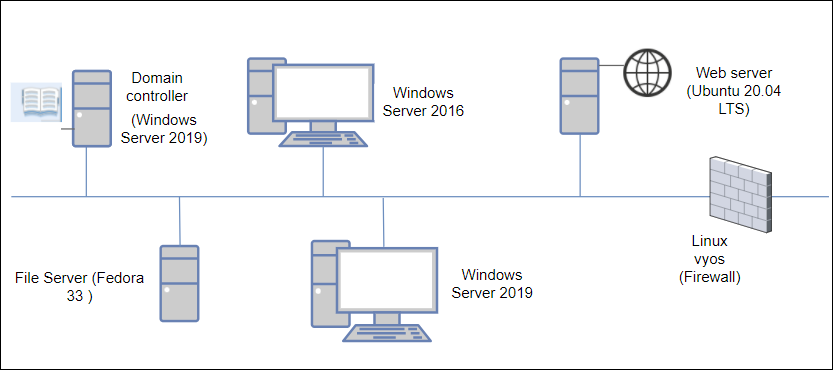 Domain
controller
(Windows
Server 2019)
Windows
Server 2016
Web server
(Ubuntu 20.04
LTS)
File Server (Fedora
33 )
Windows
Server 2019
Linux
vyos
(Firewall)